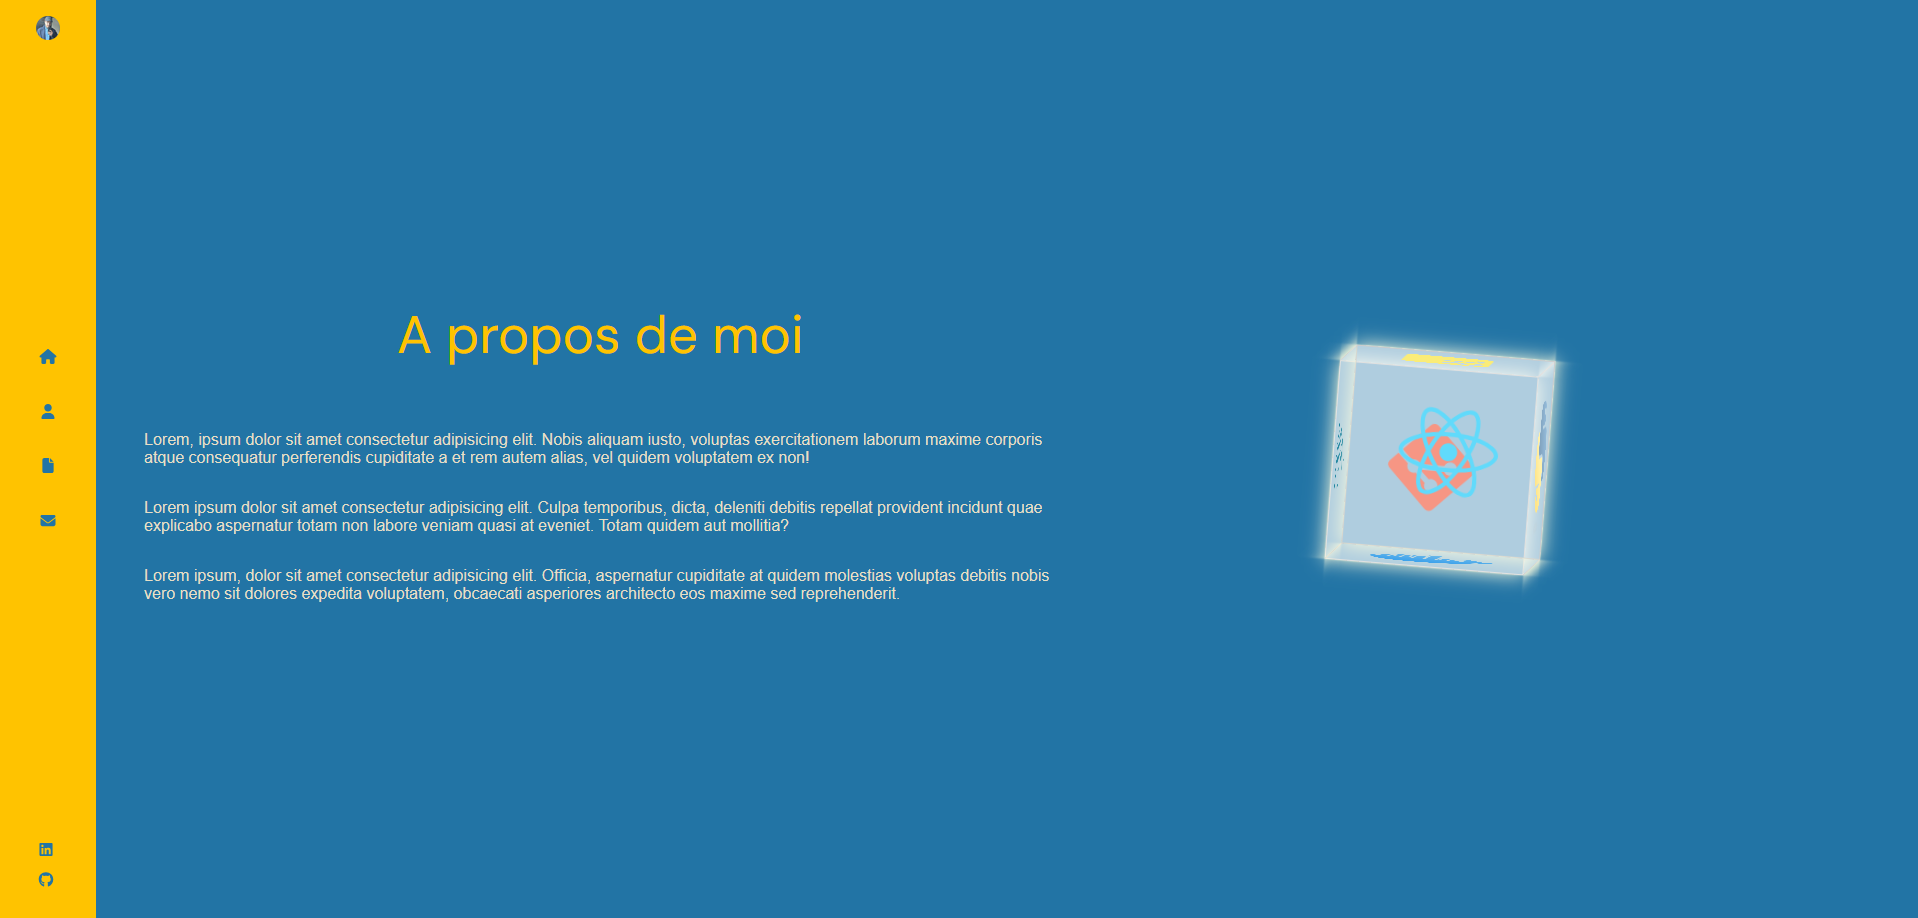 A propos de moi
Lorem, ipsum dolor sit amet consectetur adipisicing elit. Nobis aliquam iusto, voluptas exercitationem laborum maxime corporis
atque consequatur perferendis cupiditate a et rem autem alias, vel quidem voluptatem ex non!
Lorem ipsum dolor sit amet consectetur adipisicing elit. Culpa temporibus, dicta, deleniti debitis repellat provident incidunt quae
explicabo aspernatur totam non labore veniam quasi at eveniet. Totam quidem aut mollitia?
Lorem ipsum, dolor sit amet consectetur adipisicing elit. Officia, aspernatur cupiditate at quidem molestias voluptas debitis nobis
vero nemo sit dolores expedita voluptatem, obcaecati asperiores architecto eos maxime sed reprehenderit.